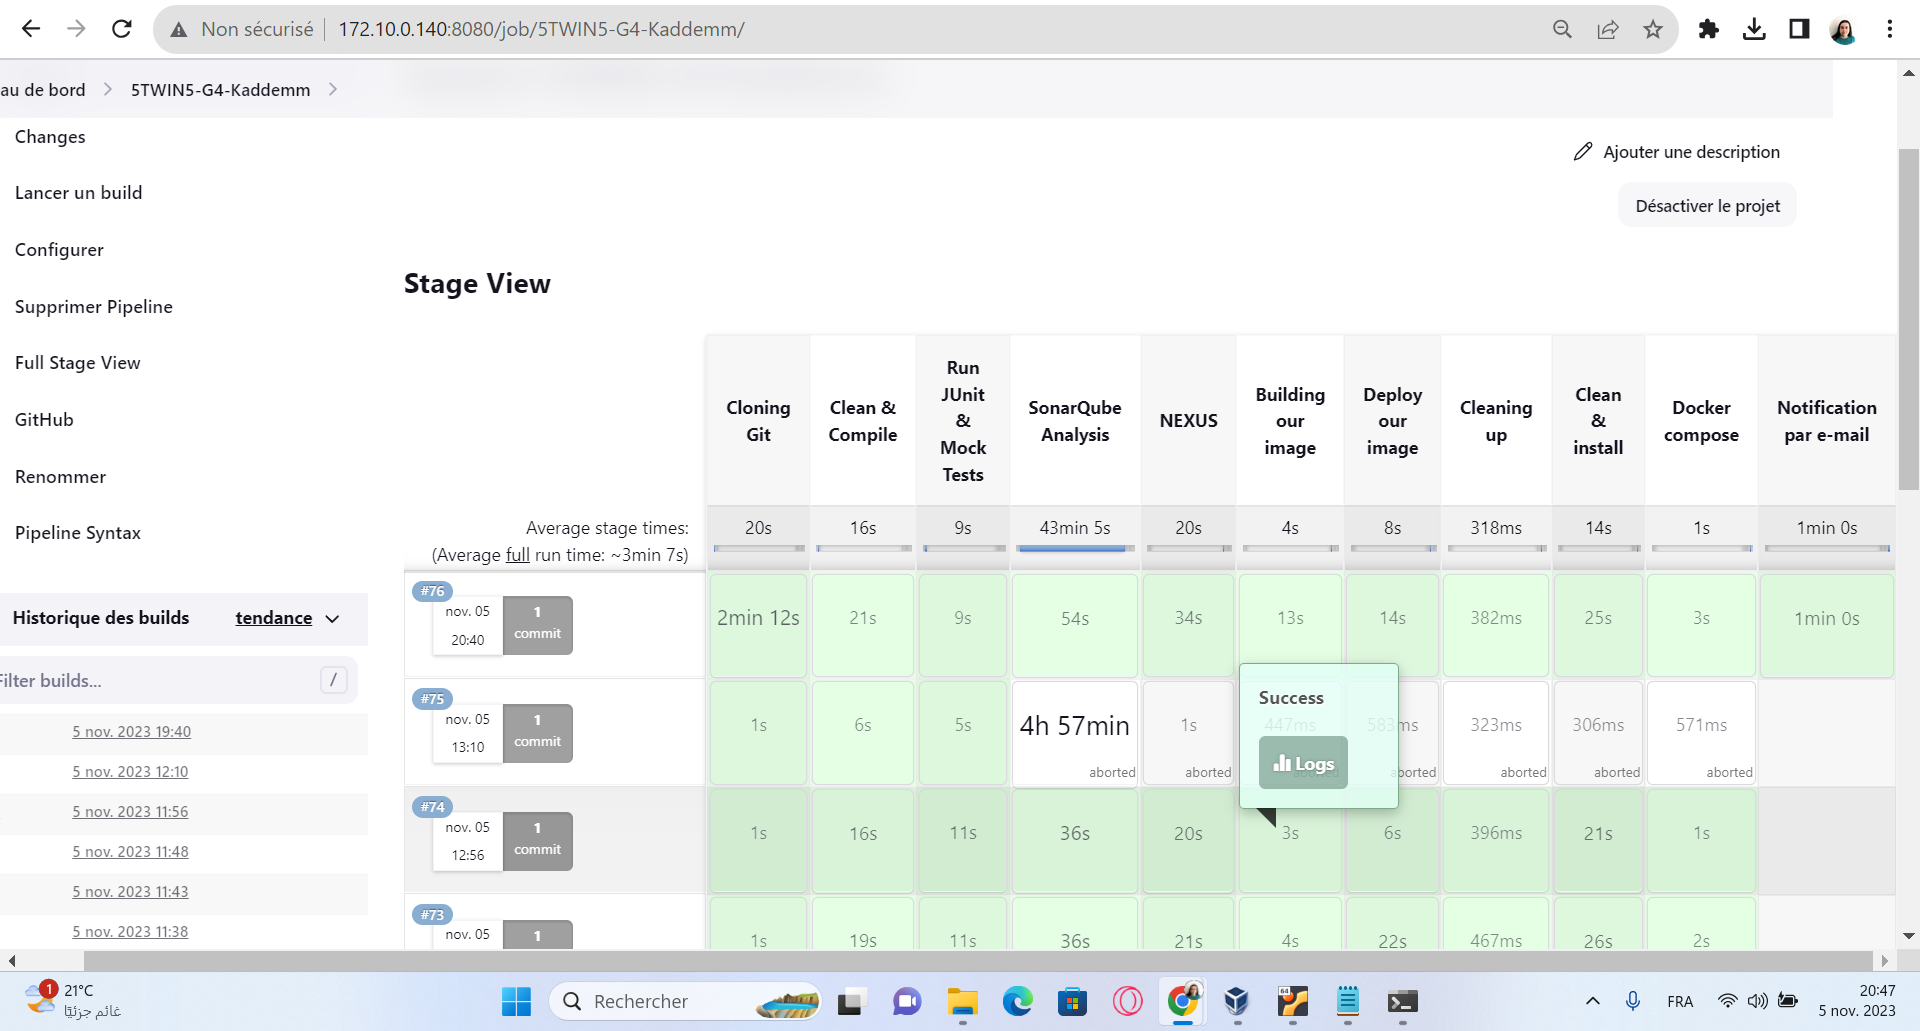 Non sécurisé
172.10.0.140:8080/job/5TWIN5-G4-Kaddemm/
au de bord
5TWIN5-G4-Kaddemm
Changes
Lancer un build
Configurer
Supprimer Pipeline
Full Stage View
GitHub
Renommer
Pipeline Syntax
Ajouter une description
Désactiver le projet
Stage View
Cloning
Git
Clean &
Compile
Run
JUnit
&
Mock
Tests
SonarQube
Analysis
NEXUS
Building
our
image
Deploy
our
image
Cleaning
up
Clean
&
install
Docker
compose
Notification
par e-mail
Average stage times:
(Average full run time: ~3min 7s)
20s
16s
9s
43min 5s
20s
4s
8s
318ms
14s
1s
1min 0s
#76
nov. 05
20:40
1
commit
2min 12s
21s
9s
54s
34s
13s
14s
382ms
25s
3s
1min 0s
#75
nov. 05
13:10
1
commit
1s
6s
5s
4h 57min
aborted
1s
aborted
447ms
aborted
583ms
aborted
323ms
aborted
306ms
aborted
571ms
aborted
Success
Logs
#74
nov. 05
12:56
1
commit
1s
16s
11s
36s
20s
3s
6s
396ms
21s
1s
#73
nov. 05
1
1s
19s
11s
36s
21s
4s
22s
467ms
26s
2s
Historique des builds
tendance
Filter builds...
/
5 nov. 2023 19:40
5 nov. 2023 12:10
5 nov. 2023 11:56
5 nov. 2023 11:48
5 nov. 2023 11:43
5 nov. 2023 11:38
1
21°C
غائم جزئيًا
Rechercher
64
FRA
20:47
5 nov. 2023